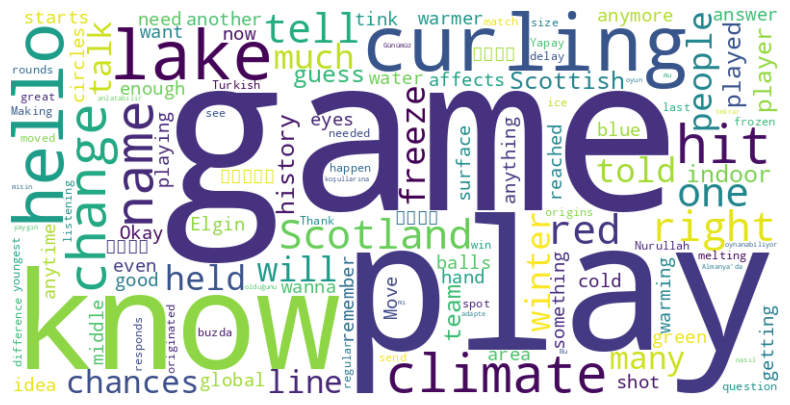 starts
need
another
tink
warmer
anymore
answer
circles
want
match
size
rounds
lake
tell
curling
Günümüz
Yapay
delay
people
talk
now
much
played
player
great
Turkish
guess
water
affects
Scottish
oyun
mu
hello
enough
Making
see
ice
last
frozen
anlatabilir
tekrar
moved
name
playing
game
eyes
needed
history
happen
koşullarına
freeze
surface
anything
reached
blue
hit
change
told
indoor
one
misin
Okay
Elgin
Scotland
Thank
origins
win
red
right
yaygın
listening
anytime
even
good
held
will
wanna
balls
hand
team
Move
mı
spot
cold
winter
something
Nurullah
oynanabiliyor
melting
Almanya'da
warming
know
play
olduğunu
remember
middle
difference
youngest
buzda
responds
originated
area
adapte
Bu
many
green
getting
nasıl
idea
chances
global
line
regular
send
climate
shot
question